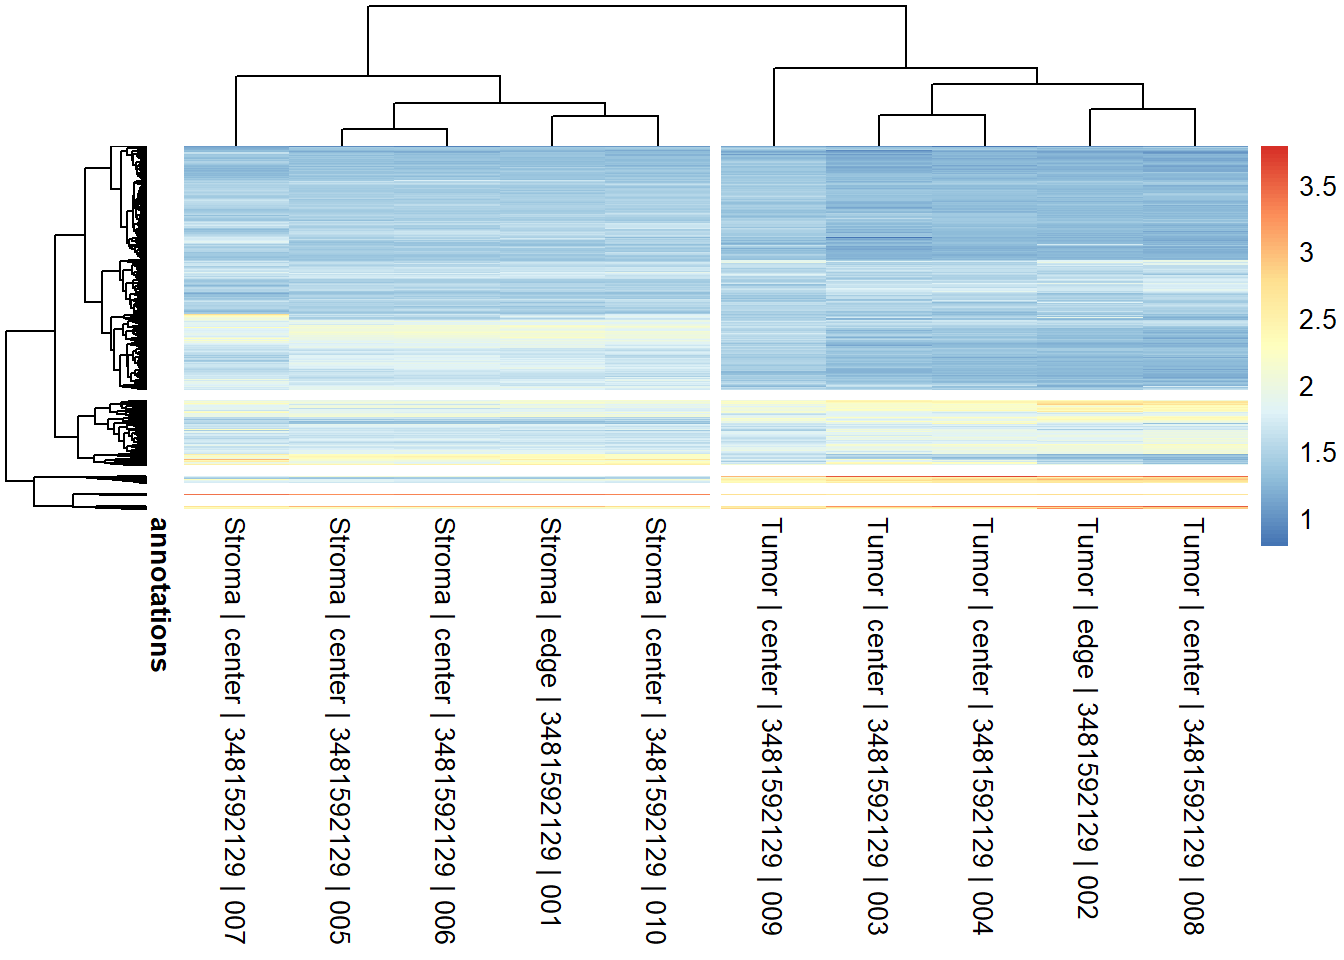 3.5
3
2.5
2
1.5
1
annotations
Stroma | center | 3481592129 | 007
Stroma | center | 3481592129 | 005
Stroma | center | 3481592129 | 006
Stroma | edge | 3481592129 | 001
Stroma | center | 3481592129 | 010
Tumor | center | 3481592129 | 009
Tumor | center | 3481592129 | 003
Tumor | center | 3481592129 | 004
Tumor | edge | 3481592129 | 002
Tumor | center | 3481592129 | 008